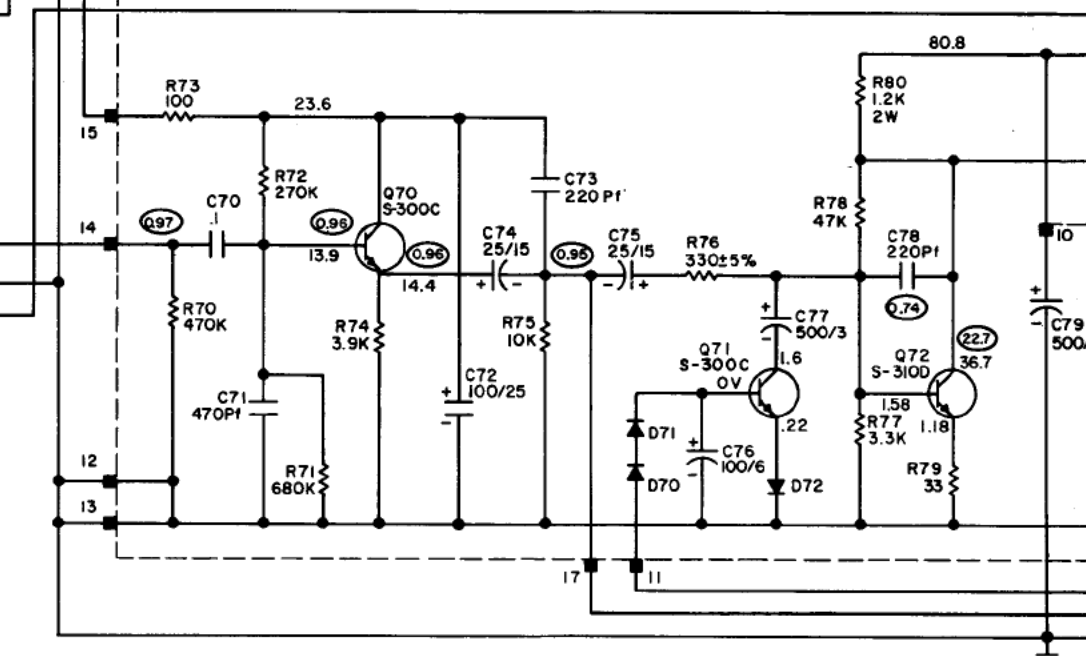 80.8
R80
1.2K
2W
R73
100
23.6
15
R72
270K
C73
220 Pf
Q70
S-300C
C70
.1
R78
47K
0.97
0.96
14
13.9
0.96
14.4
C74
25/15
+ -
0.95
C75
25/15
- +
R76
330±5%
C78
220Pf
0.74
10
+
C79
500/
-
R70
470K
R74
3.9K
R75
10K
+
C77
500/3
-
Q71
S-300C
0V
1.6
.22
22.7
36.7
Q72
S-310D
1.58
1.18
C71
470Pf
+
C72
100/25
-
D71
D70
+
C76
100/6
-
R77
3.3K
R71
680K
D72
R79
33
12
13
17
11